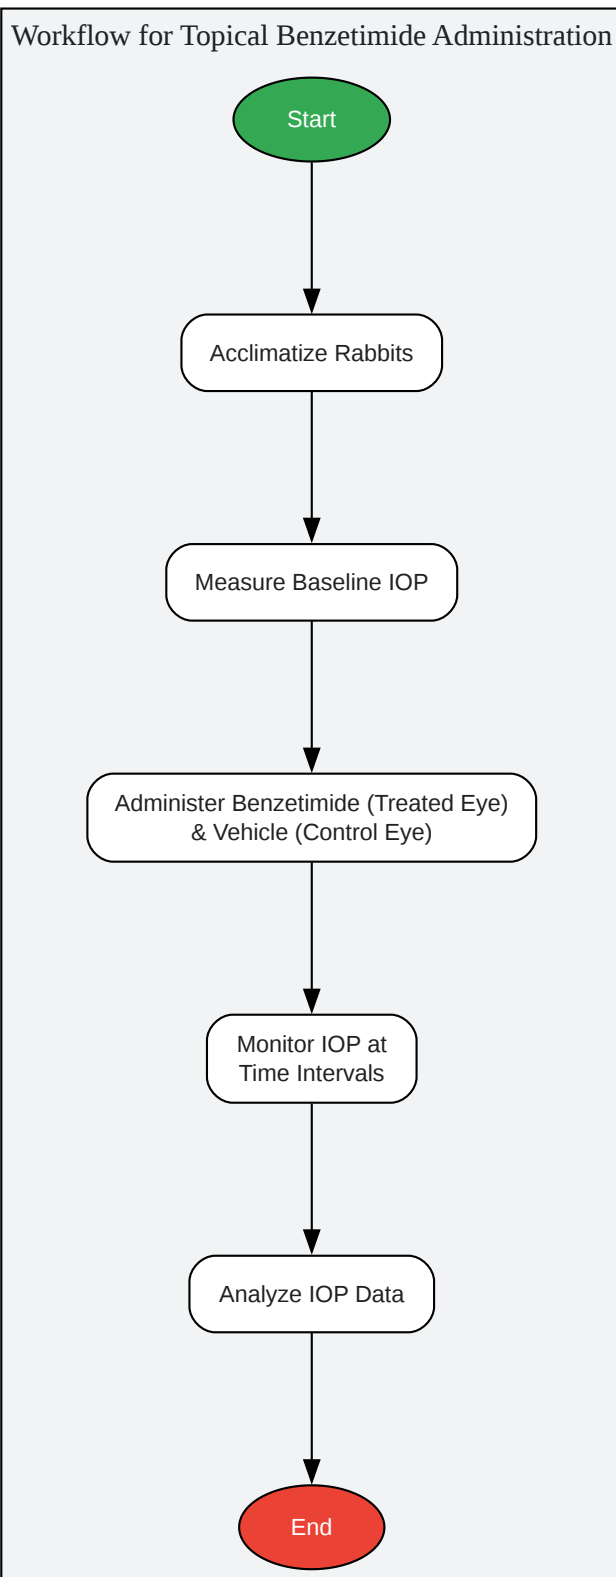 Workflow for Topical Benzetimide Administration
Start
Acclimatize Rabbits
Measure Baseline IOP
Administer Benzetimide (Treated Eye)
& Vehicle (Control Eye)
Monitor IOP at
Time Intervals
Analyze IOP Data
End